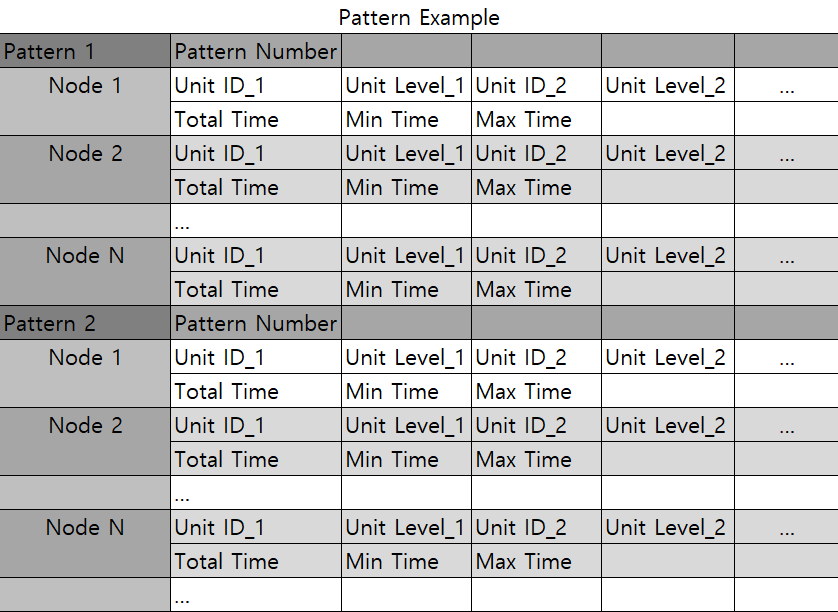 Pattern Example
Pattern 1 Pattern Number
Node 1 Unit ID_1 Unit Level_1 Unit ID_2 Unit Level_2 ...
Total Time Min Time Max Time
Node 2 Unit ID_1 Unit Level_1 Unit ID_2 Unit Level_2 ...
Total Time Min Time Max Time
...
Node N Unit ID_1 Unit Level_1 Unit ID_2 Unit Level_2 ...
Total Time Min Time Max Time
Pattern 2 Pattern Number
Node 1 Unit ID_1 Unit Level_1 Unit ID_2 Unit Level_2 ...
Total Time Min Time Max Time
Node 2 Unit ID_1 Unit Level_1 Unit ID_2 Unit Level_2 ...
Total Time Min Time Max Time
...
Node N Unit ID_1 Unit Level_1 Unit ID_2 Unit Level_2 ...
Total Time Min Time Max Time
...